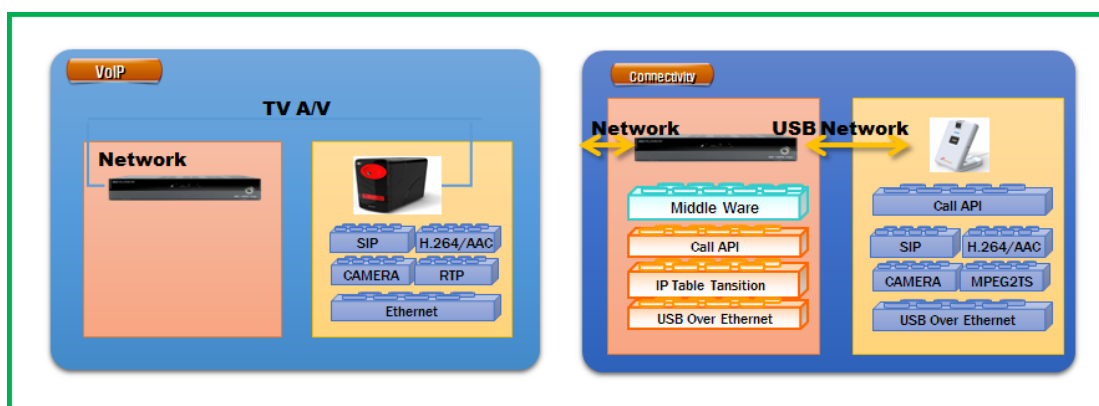 VoIP
TV A/V
Network
SIP
H.264/AAC
CAMERA
RTP
Ethernet
Connectivity
Network
USB Network
Middle Ware
Call API
IP Table Tansition
USB Over Ethernet
Call API
SIP
H.264/AAC
CAMERA
MPEG2TS
USB Over Ethernet